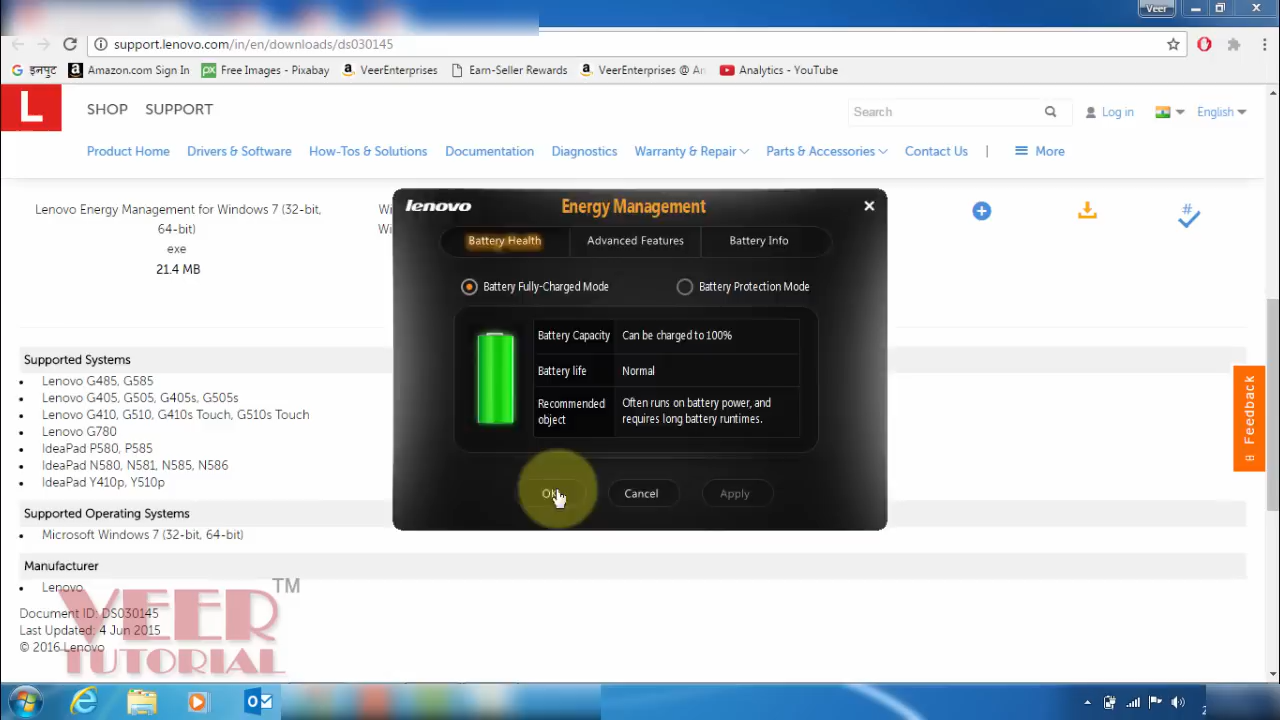 Veer
support.lenovo.com/in/en/downloads/ds030145
G इनपुट Amazon.com Sign In Free Images - Pixabay VeerEnterprises Earn-Seller Rewards VeerEnterprises @ An Analytics - YouTube
L SHOP SUPPORT Search Log in English
Product Home Drivers & Software How-Tos & Solutions Documentation Diagnostics Warranty & Repair Parts & Accessories Contact Us | More
Lenovo Energy Management for Windows 7 (32-bit,
64-bit)
exe
21.4 MB
Wi
Wi
#
lenovo Energy Management
Battery Health Advanced Features Battery Info
Battery Fully-Charged Mode Battery Protection Mode
Battery Capacity Can be charged to 100%
Battery life Normal
Recommended object Often runs on battery power, and
requires long battery runtimes.
OK Cancel Apply
Supported Systems
Lenovo G485, G585
Lenovo G405, G505, G405s, G505s
Lenovo G410, G510, G410s Touch, G510s Touch
Lenovo G780
IdeaPad P580, P585
IdeaPad N580, N581, N585, N586
IdeaPad Y410p, Y510p
Supported Operating Systems
Microsoft Windows 7 (32-bit, 64-bit)
Manufacturer
Lenovo
Document ID: DS030145
Last Updated: 4 Jun 2015
© 2016 Lenovo
Feedback
VEER TM
TUTORIAL